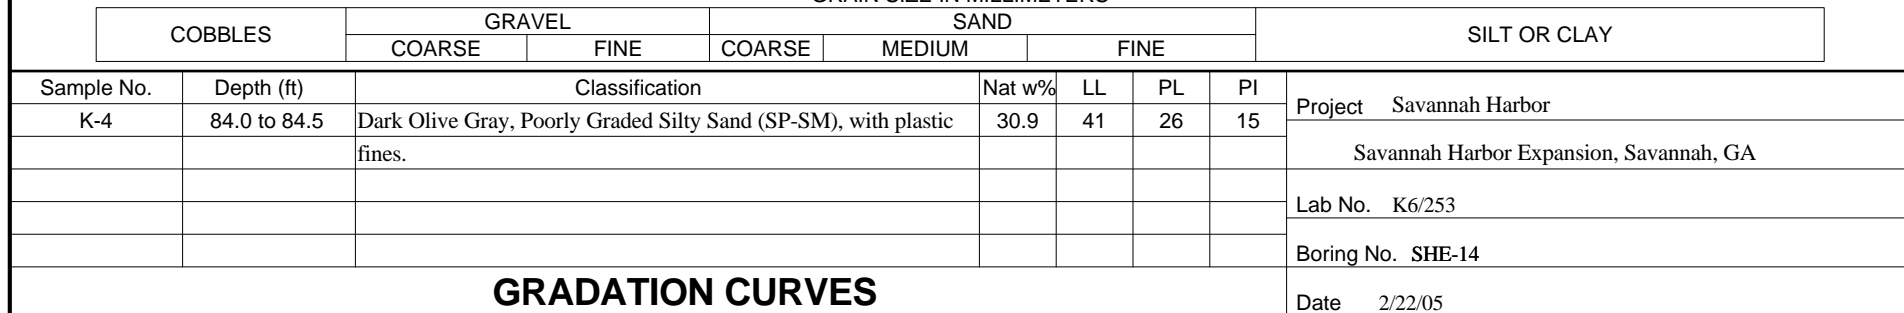 COBBLES GRAVEL SAND SILT OR CLAY
COARSE FINE COARSE MEDIUM FINE
Sample No. Depth (ft) Classification Nat w% LL PL PI
K-4 84.0 to 84.5 Dark Olive Gray, Poorly Graded Silty Sand (SP-SM), with plastic 30.9 41 26 15
fines.
Project Savannah Harbor
Savannah Harbor Expansion, Savannah, GA
Lab No. K6/253
Boring No. SHE-14
GRADATION CURVES
Date 2/22/05